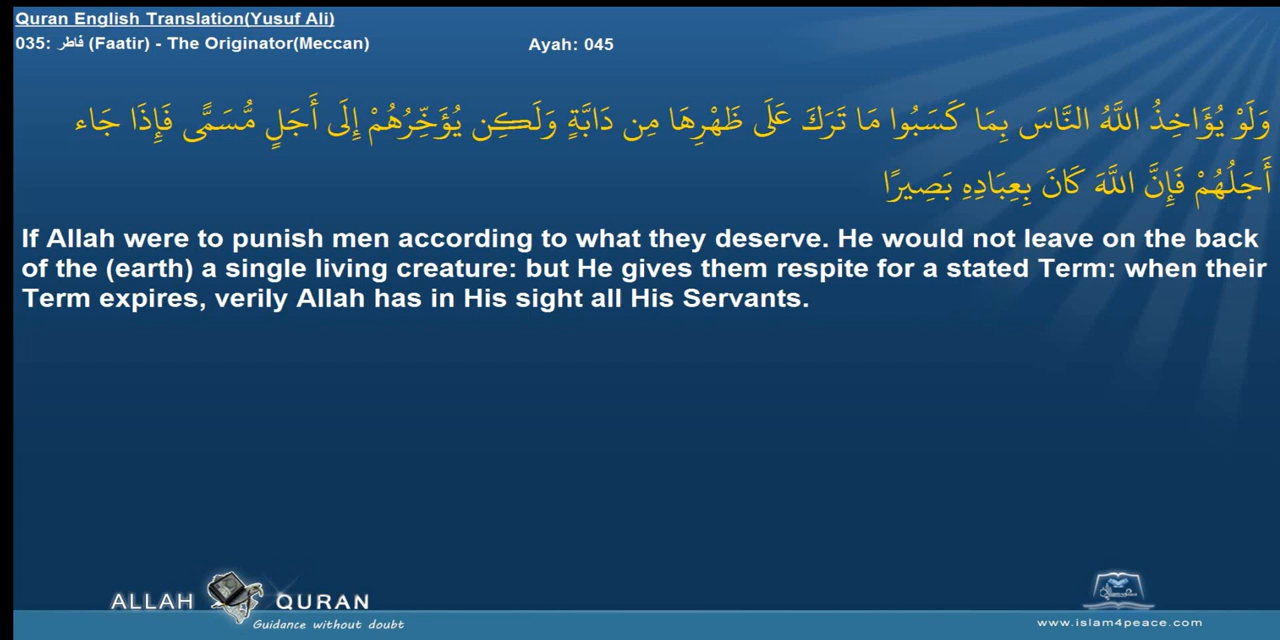 Quran English Translation(Yusuf Ali)
035: فاطر (Faatir) - The Originator(Meccan) Ayah: 045
وَلَوْ يُؤَاخِذُ اللَّهُ النَّاسَ بِمَا كَسَبُوا مَا تَرَكَ عَلَى ظَهْرِهَا مِن دَابَّةٍ وَلَكِن يُؤَخِّرُهُمْ إِلَى أَجَلٍ مُّسَمًّى فَإِذَا جَاء
أَجَلُهُمْ فَإِنَّ اللَّهَ كَانَ بِعِبَادِهِ بَصِيرًا
If Allah were to punish men according to what they deserve. He would not leave on the back
of the (earth) a single living creature: but He gives them respite for a stated Term: when their
Term expires, verily Allah has in His sight all His Servants.
ALLAH QURAN
Guidance without doubt
www.islam4peace.com